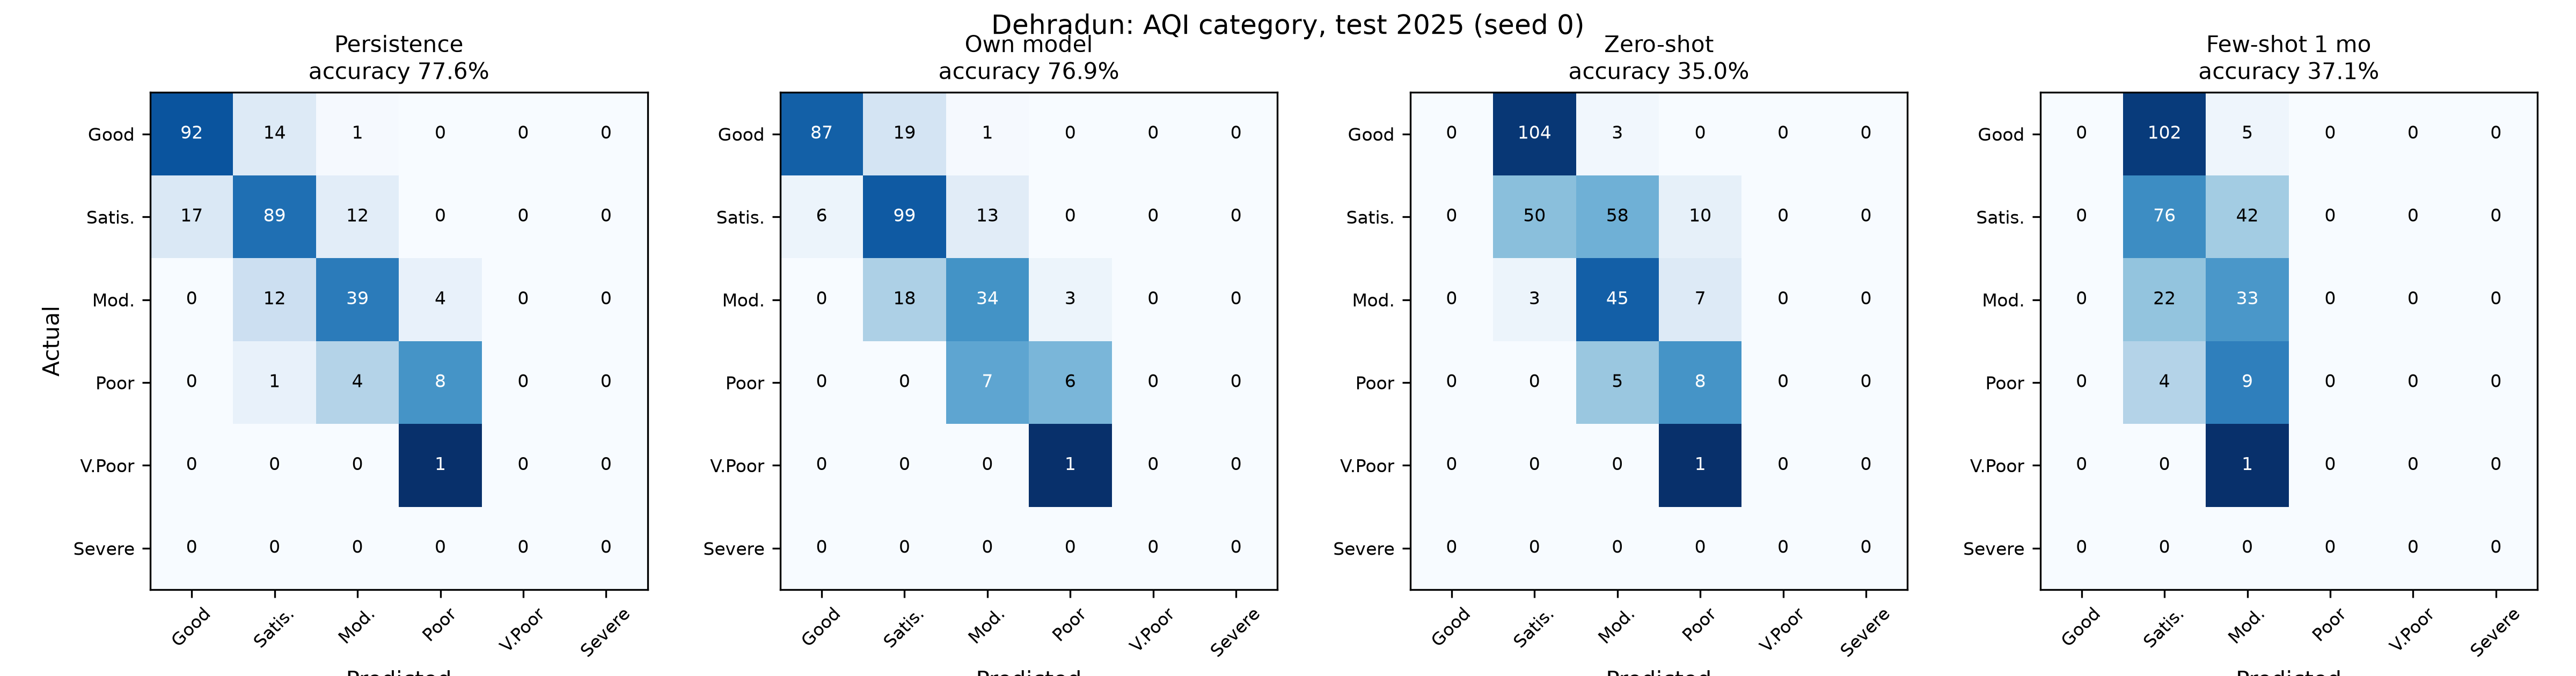 Dehradun: AQI category, test 2025 (seed 0)
Persistence
accuracy 77.6%
Own model
accuracy 76.9%
Zero-shot
accuracy 35.0%
Few-shot 1 mo
accuracy 37.1%
Actual
Good 92 14 1 0 0 0
Satis. 17 89 12 0 0 0
Mod. 0 12 39 4 0 0
Poor 0 1 4 8 0 0
V.Poor 0 0 0 1 0 0
Severe 0 0 0 0 0 0
Good Satis. Mod. Poor V.Poor Severe
Predicted
Good 87 19 1 0 0 0
Satis. 6 99 13 0 0 0
Mod. 0 18 34 3 0 0
Poor 0 0 7 6 0 0
V.Poor 0 0 0 1 0 0
Severe 0 0 0 0 0 0
Good Satis. Mod. Poor V.Poor Severe
Predicted
Good 0 104 3 0 0 0
Satis. 0 50 58 10 0 0
Mod. 0 3 45 7 0 0
Poor 0 0 5 8 0 0
V.Poor 0 0 0 1 0 0
Severe 0 0 0 0 0 0
Good Satis. Mod. Poor V.Poor Severe
Predicted
Good 0 102 5 0 0 0
Satis. 0 76 42 0 0 0
Mod. 0 22 33 0 0 0
Poor 0 4 9 0 0 0
V.Poor 0 0 1 0 0 0
Severe 0 0 0 0 0 0
Good Satis. Mod. Poor V.Poor Severe
Predicted